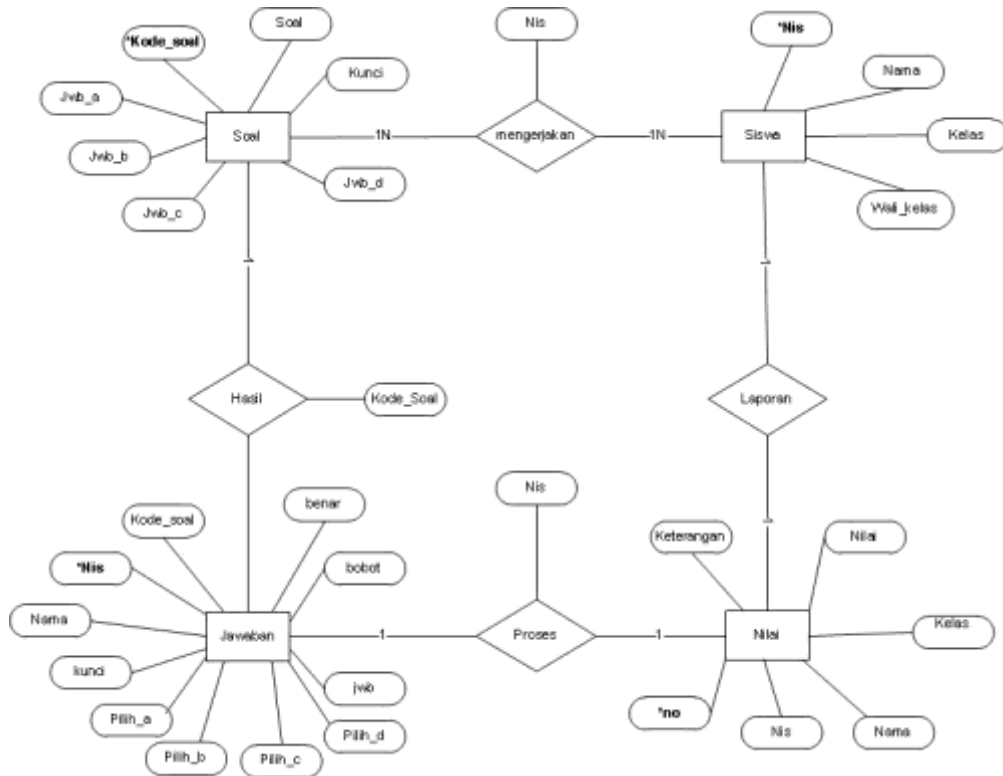 Soal
Nis
*Nis
*Kode_soal
Nama
Kunci
Jwb_a
Soal
1N
mengerjakan
1N
Siswa
Kelas
Jwb_b
Jwb_d
Jwb_c
Wali_kelas
1
1
Hasil
Kode_Soal
Laporan
Nis
benar
Kode_soal
Keterangan
Nilai
1
*Nis
bobot
Nama
Jawaban
1
Proses
1
Nilai
Kelas
kunci
jwb
*no
Pilih_a
Pilih_d
Nis
Nama
Pilih_b
Pilih_c